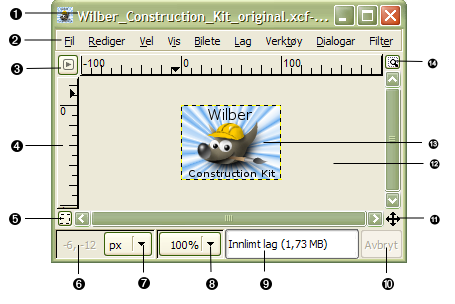 ❶ Wilber_Construction_Kit_original.xcf-...
❷ Fil Rediger Vel Vis Bilete Lag Verktøy Dialogar Filter
❸ -100 0 100 ⓮
0
Wilber
❹ ⓭
⓬
Construction Kit
❺ ⓫
-6, -12 px 100% Innlimt lag (1,73 MB) Avbryt
❻ ❼ ❽ ❾ ❿